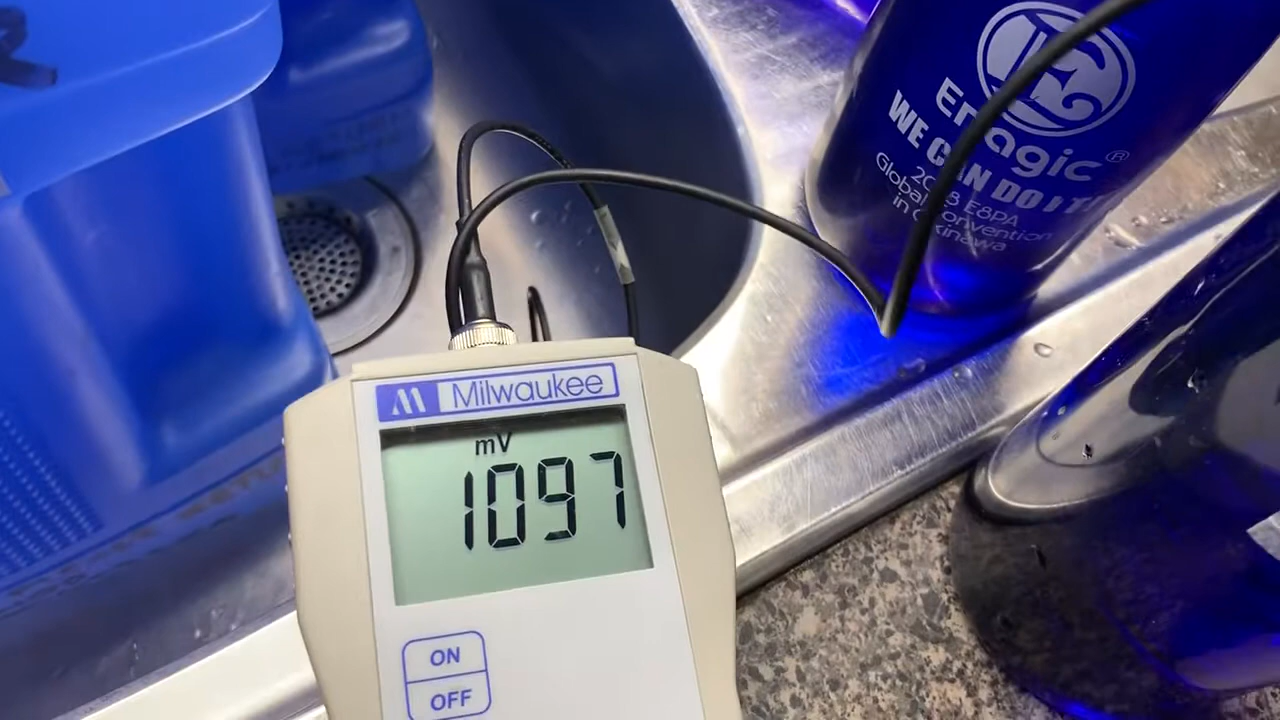 Enagic®
WE CAN DO IT
2018 E8PA
Global Convention
in Okinawa
Milwaukee
mV
1097
ON
OFF